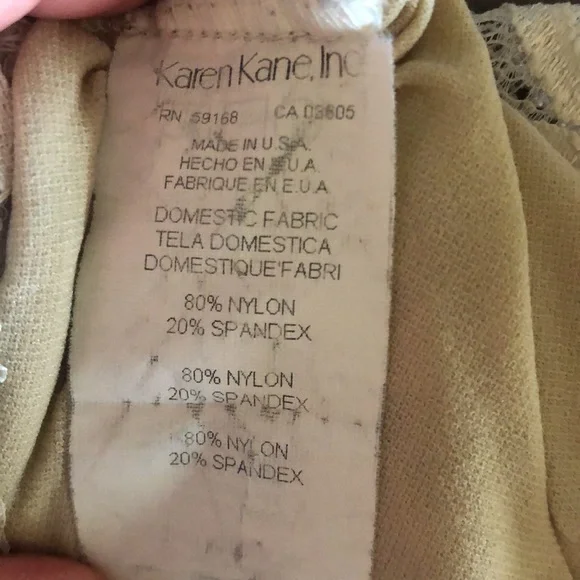 Karen Kane, Inc
RN 59168 CA 03605
MADE IN U.S.A.
HECHO EN E.U.A.
FABRIQUE EN E.U.A
DOMESTIC FABRIC
TELA DOMESTICA
DOMESTIQUE FABRI
80% NYLON
20% SPANDEX
80% NYLON
20% SPANDEX
80% NYLON
20% SPANDEX